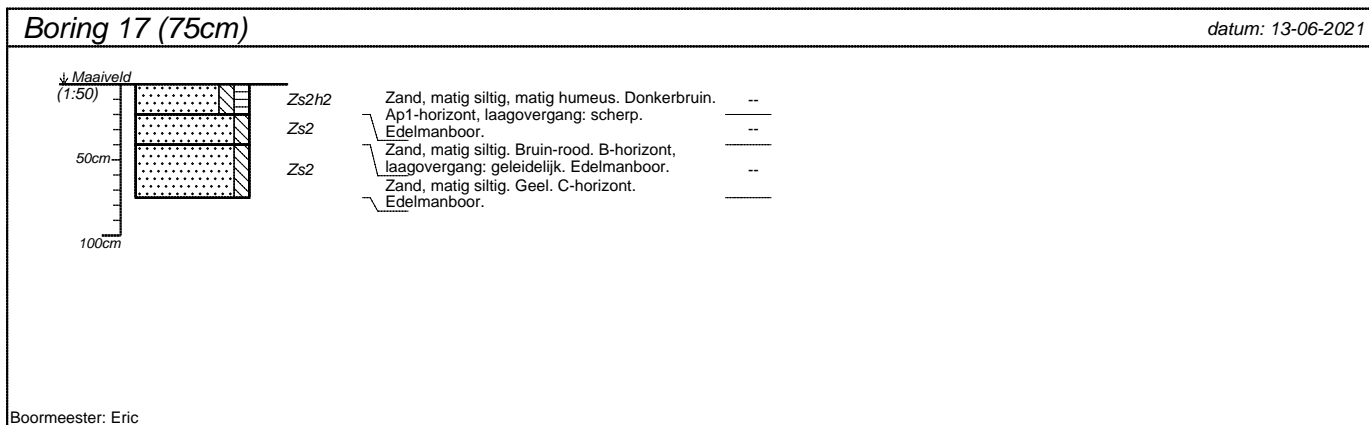 Boring 17 (75cm)
datum: 13-06-2021
Maaiveld
(1:50)
50cm
100cm
Zs2h2
Zand, matig siltig, matig humeus. Donkerbruin.
Ap1-horizont, laagovergang: scherp.
Edelmanboor.
--
Zs2
Zand, matig siltig. Bruin-rood. B-horizont,
laagovergang: geleidelijk. Edelmanboor.
--
Zs2
Zand, matig siltig. Geel. C-horizont.
Edelmanboor.
--
Boormeester: Eric